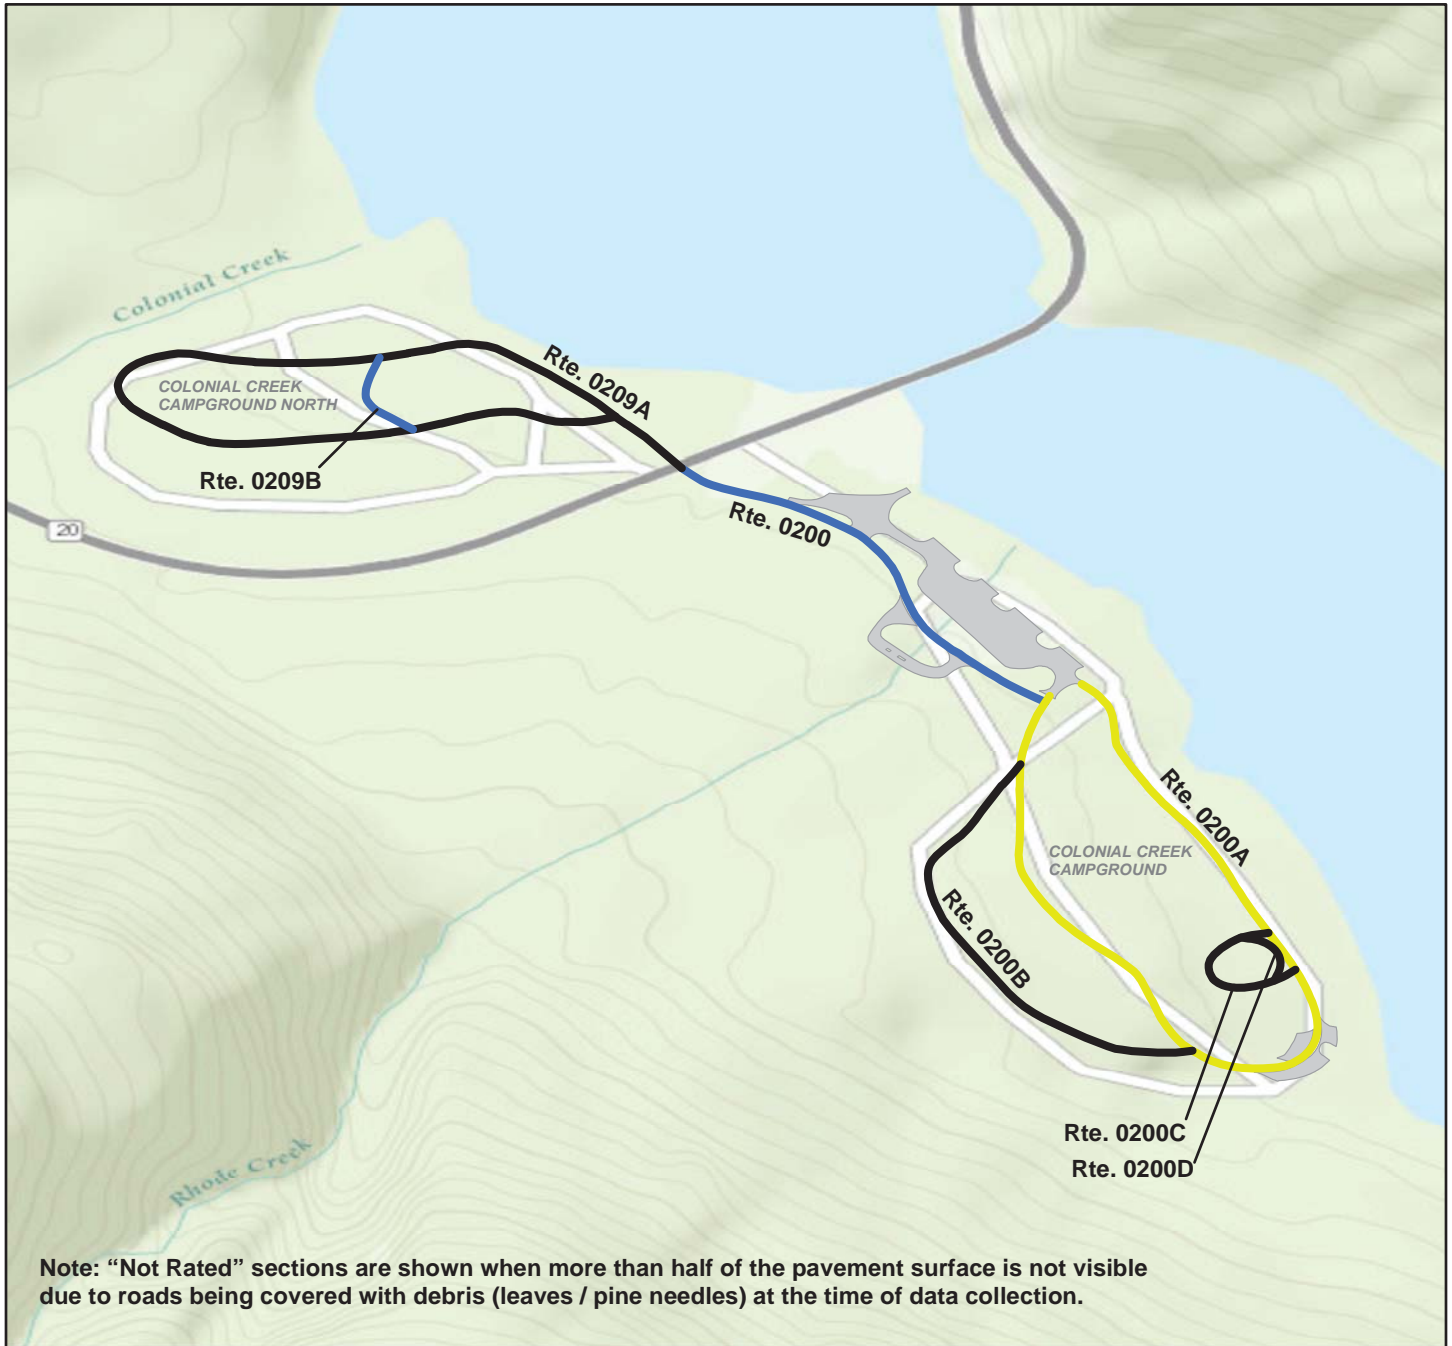 Colonial Creek
Rte. 0209A
COLONIAL CREEK
CAMPGROUND NORTH
Rte. 0209B
20
Rte. 0200
Rte. 0200A
COLONIAL CREEK
CAMPGROUND
Rte. 0200B
Rte. 0200C
Rte. 0200D
Rhode Creek
Note: “Not Rated” sections are shown when more than half of the pavement surface is not visible
due to roads being covered with debris (leaves / pine needles) at the time of data collection.